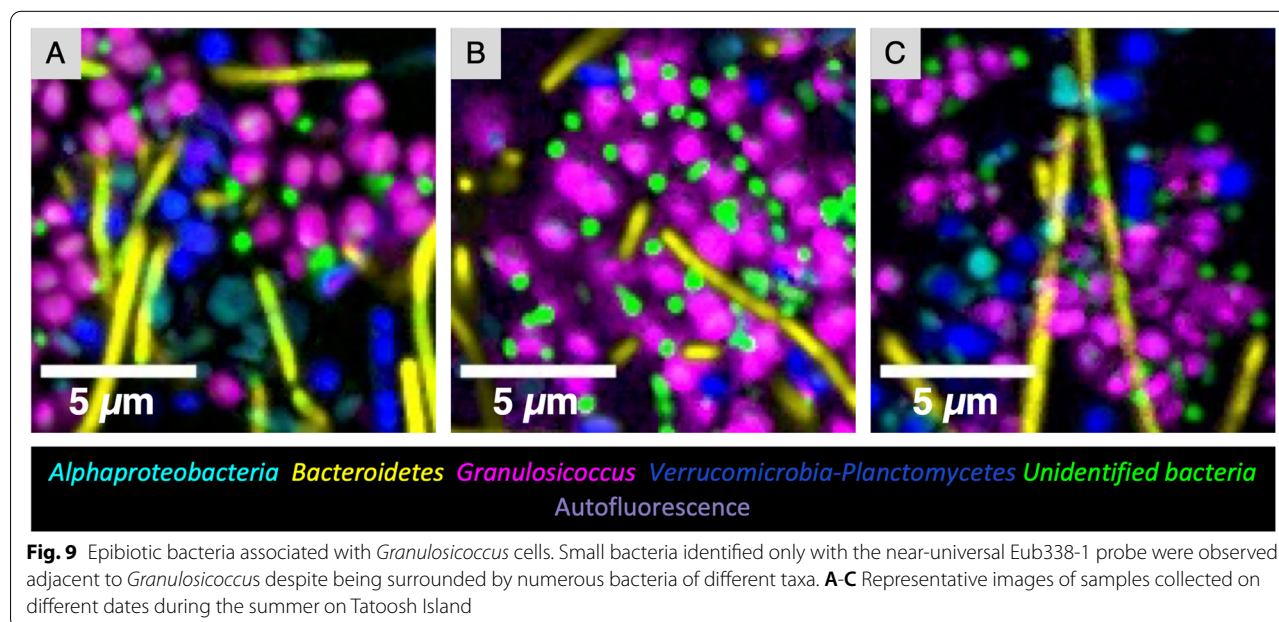 A
B
C
5 µm
5 µm
5 µm
Alphaproteobacteria Bacteroidetes Granulosicoccus Verrucomicrobia-Planctomycetes Unidentified bacteria
Autofluorescence
Fig. 9 Epibiotic bacteria associated with Granulosicoccus cells. Small bacteria identified only with the near-universal Eub338-1 probe were observed
adjacent to Granulosicoccus despite being surrounded by numerous bacteria of different taxa. A-C Representative images of samples collected on
different dates during the summer on Tatoosh Island